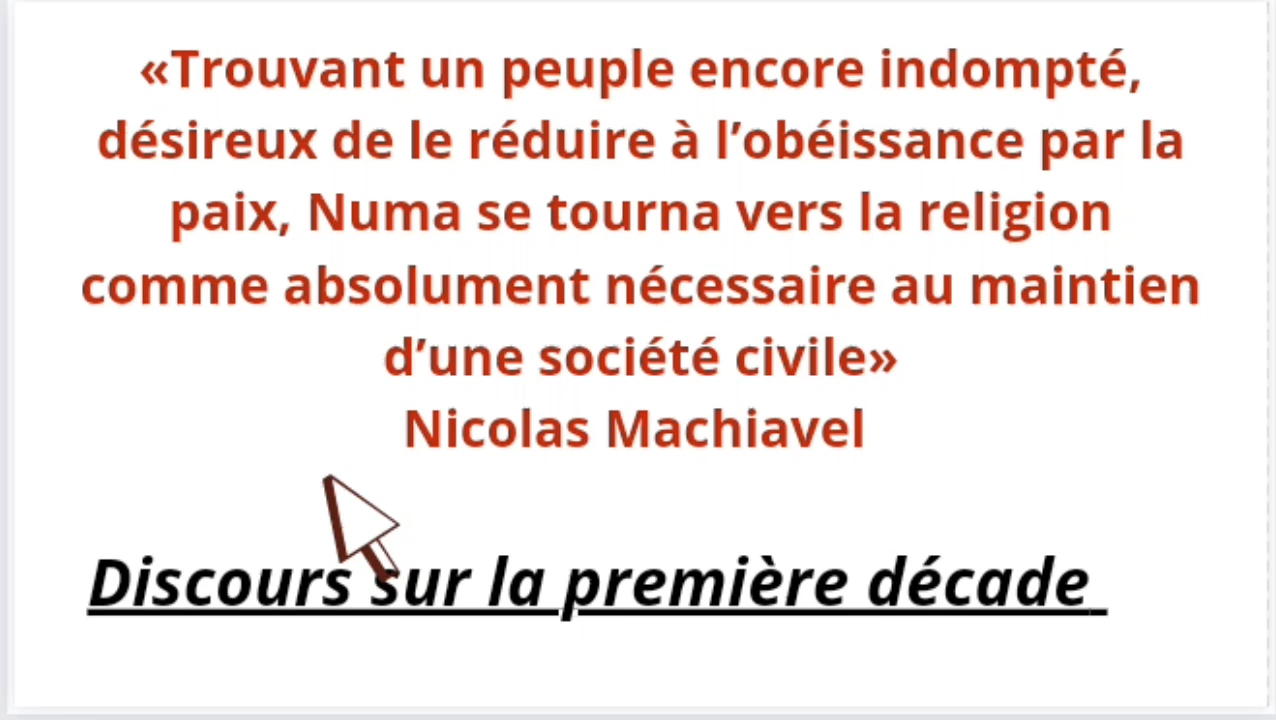 «Trouvant un peuple encore indompté,
désireux de le réduire à l’obéissance par la
paix, Numa se tourna vers la religion
comme absolument nécessaire au maintien
d’une société civile»
Nicolas Machiavel
Discours sur la première décade